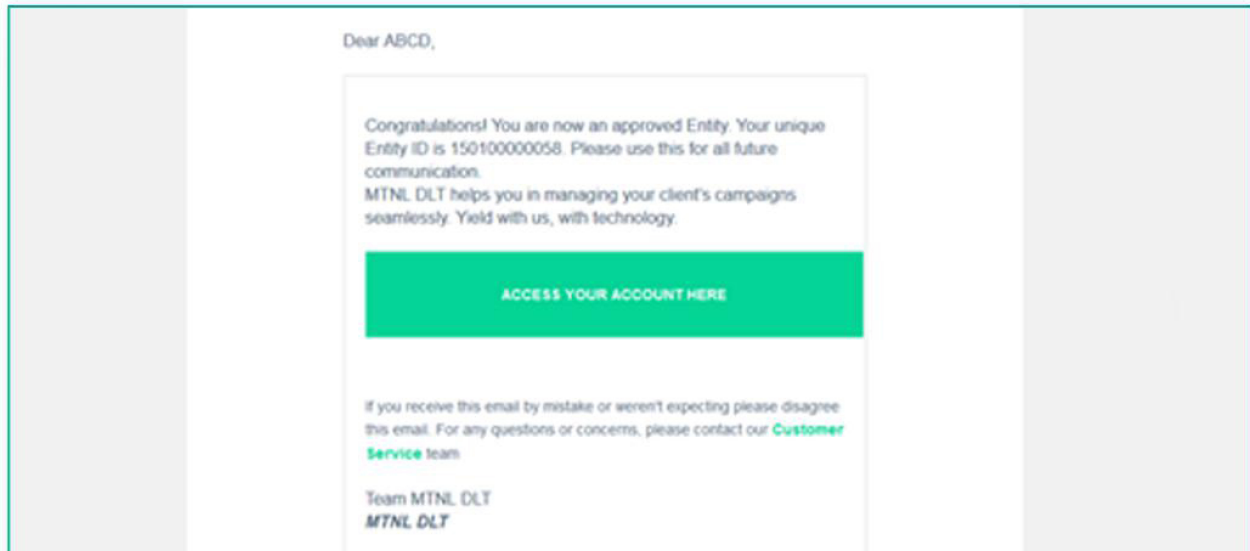 Dear ABCD,
Congratulations! You are now an approved Entity. Your unique
Entity ID is 150100000058. Please use this for all future
communication.
MTNL DLT helps you in managing your client's campaigns
seamlessly. Yield with us, with technology.
ACCESS YOUR ACCOUNT HERE
If you receive this email by mistake or weren't expecting please disagree
this email. For any questions or concerns, please contact our Customer
Service team
Team MTNL DLT
MTNL DLT